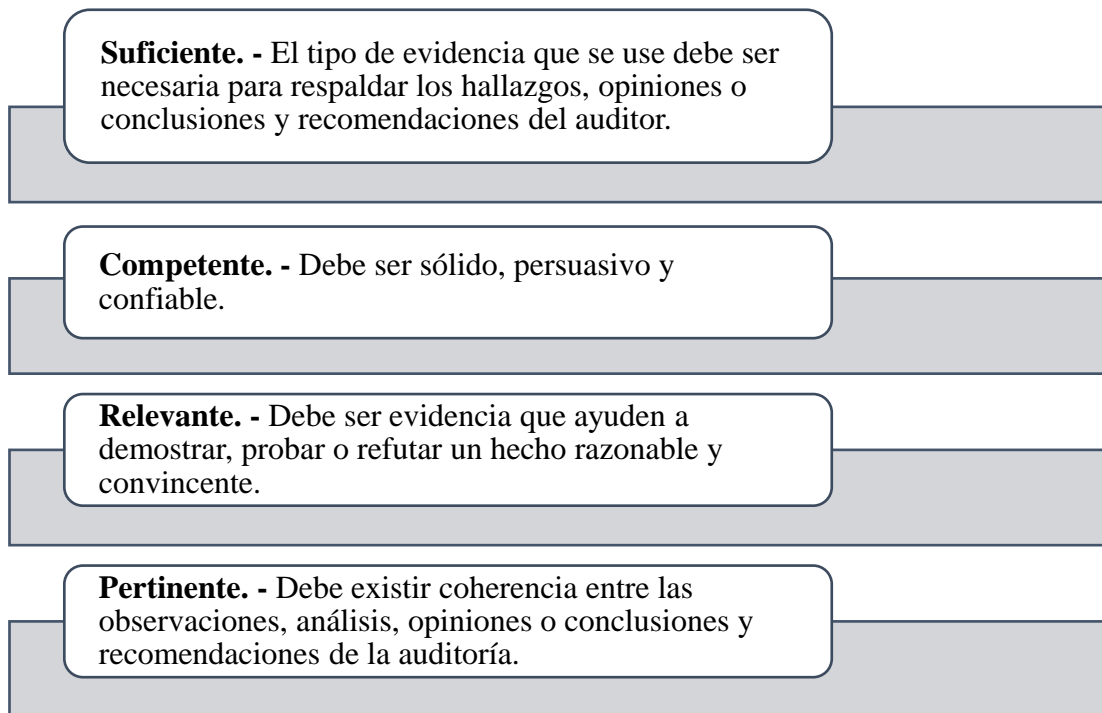 Suficiente. - El tipo de evidencia que se use debe ser
necesaria para respaldar los hallazgos, opiniones o
conclusiones y recomendaciones del auditor.
Competente. - Debe ser sólido, persuasivo y
confiable.
Relevante. - Debe ser evidencia que ayuden a
demostrar, probar o refutar un hecho razonable y
convincente.
Pertinente. - Debe existir coherencia entre las
observaciones, análisis, opiniones o conclusiones y
recomendaciones de la auditoría.